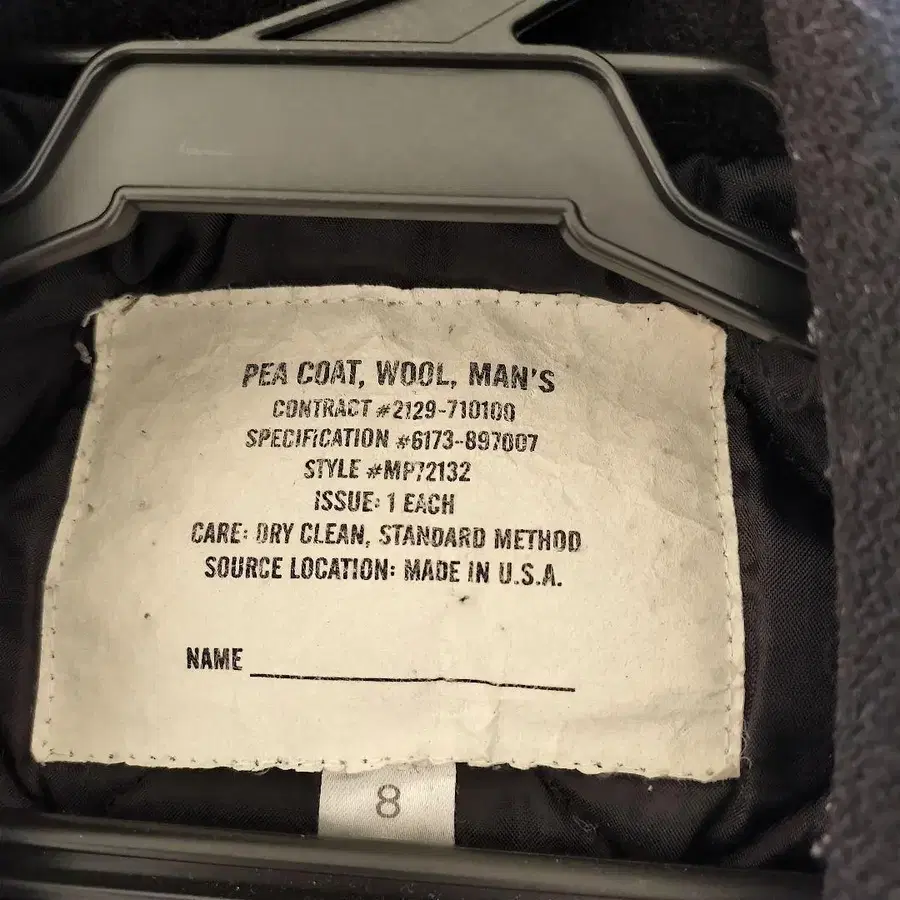 PEA COAT, WOOL, MAN'S
CONTRACT #2129-710100
SPECIFICATION #6173-897007
STYLE #MP72132
ISSUE: 1 EACH
CARE: DRY CLEAN, STANDARD METHOD
SOURCE LOCATION: MADE IN U.S.A.
NAME
8